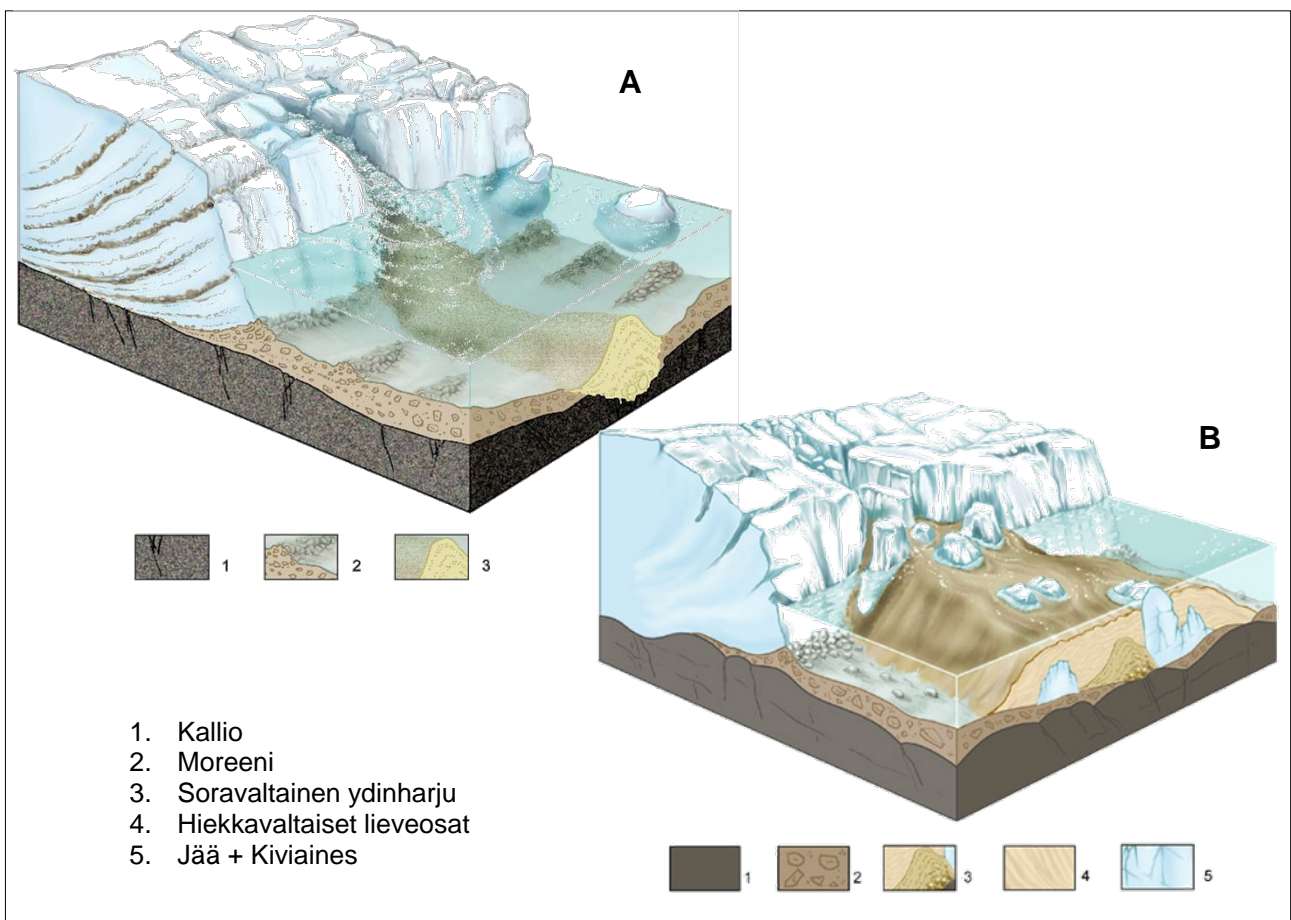 A
B
1 2 3
1. Kallio
2. Moreeni
3. Soravaltainen ydinharju
4. Hiekkavaltaiset lieveosat
5. Jää + Kiviaines
1 2 3 4 5